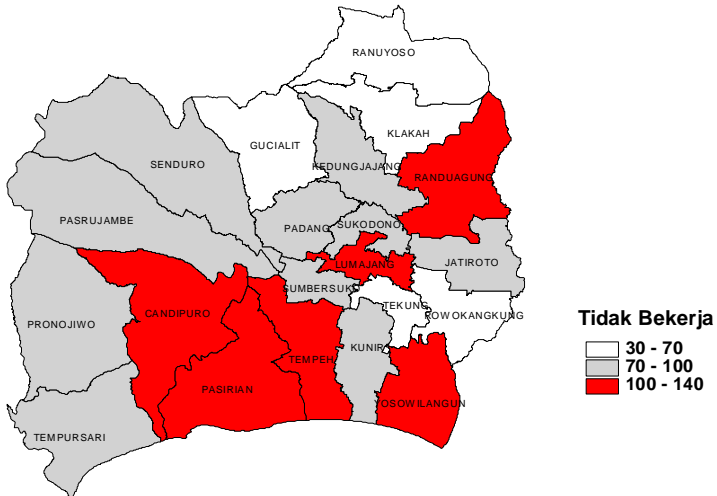 RANUYOSO
KLAKAH
GUCIALIT
SENDURO
KEDUNGJAJANG
RANDUAGUNG
PASRUJAMBE
PADANG
SUKODONO
LUMAJANG
JATIROTO
SUMBERSUKO
TEKUNG
CANDIPURO
ROWOKANGKUNG
PRONOJIWO
KUNIR
TEMPEH
PASIRIAN
YOSOWILANGUN
TEMPURSARI
Tidak Bekerja
30 - 70
70 - 100
100 - 140